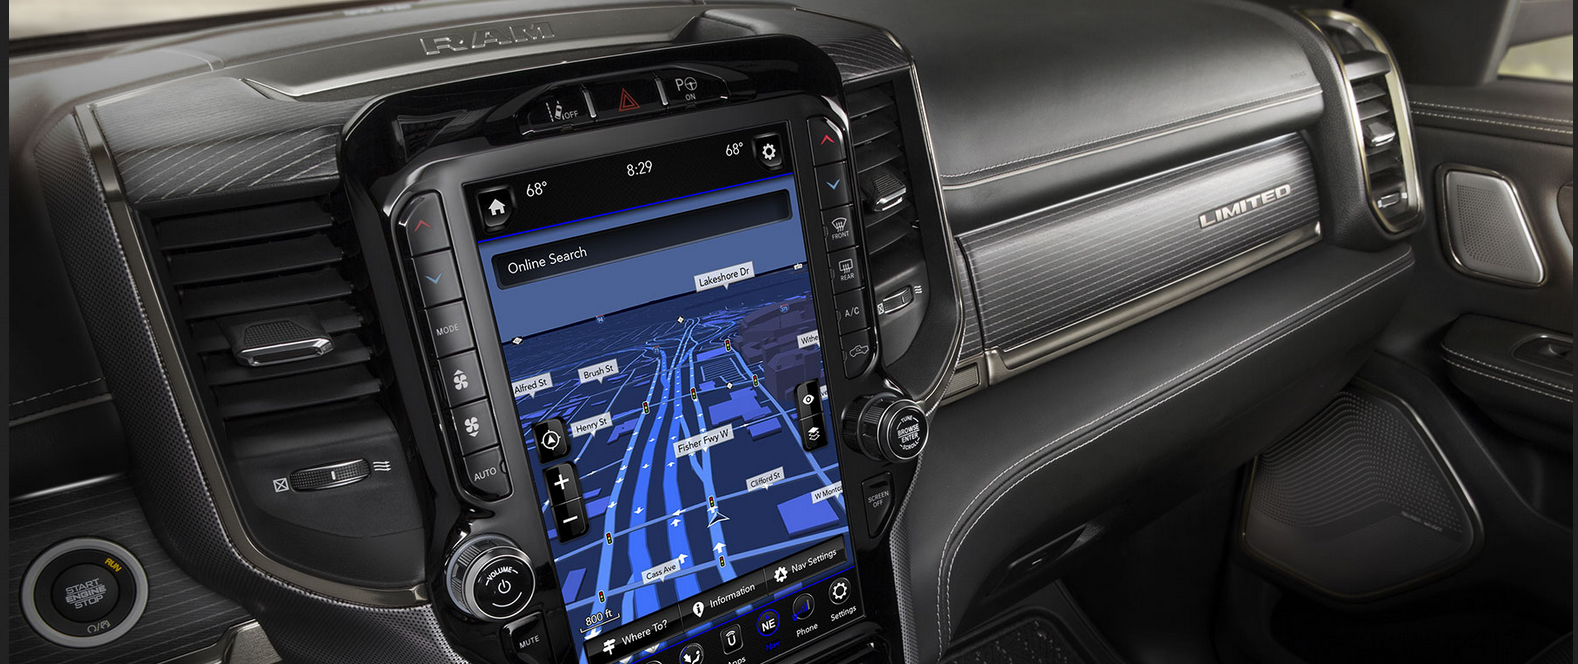 RAM
OFF
P
ON
68°
8:29
68°
Online Search
FRONT
REAR
A/C
MODE
AUTO
Lakeshore Dr
Alfred St
Brush St
Henry St
Fisher Fwy W
Clifford St
Cass Ave
800 ft
Nav Settings
Information
Where To?
NE
Nav
Phone
Settings
VOLUME
MUTE
TUNE
BROWSE
ENTER
SCROLL
SCREEN
OFF
RUN
START
ENGINE
STOP
LIMITED